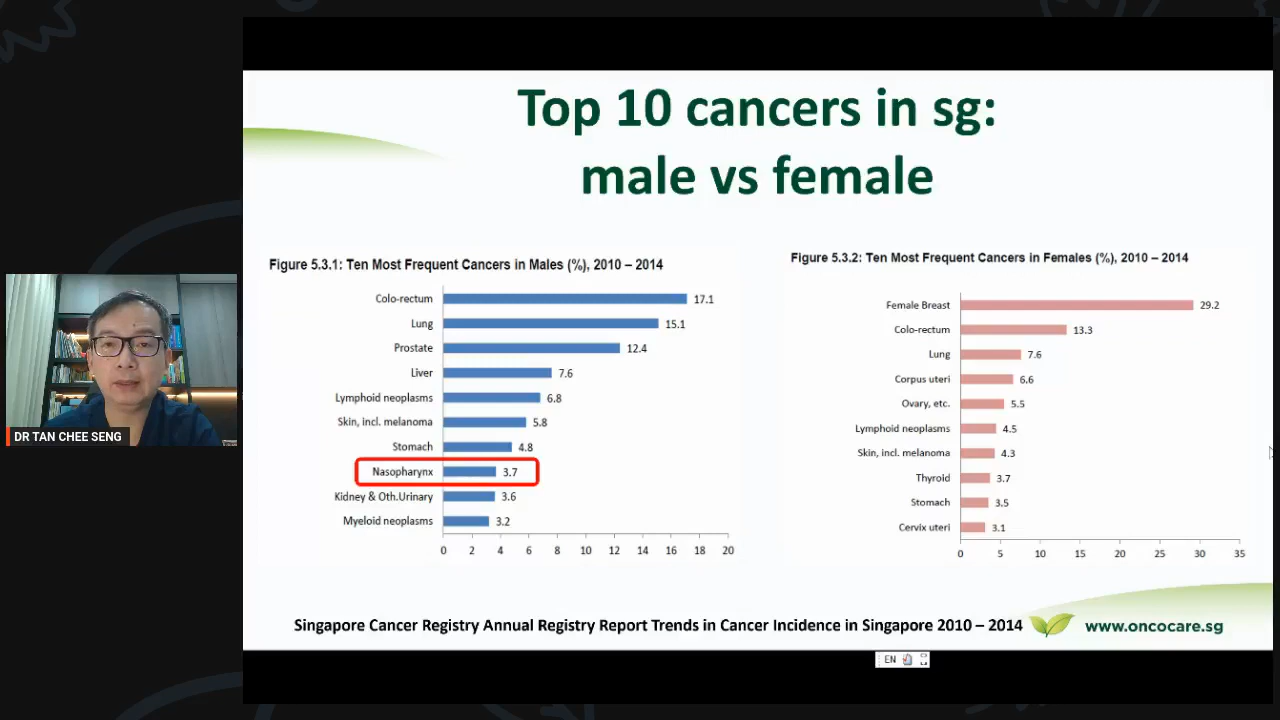 Top 10 cancers in sg:
male vs female
Figure 5.3.1: Ten Most Frequent Cancers in Males (%), 2010 – 2014
Colo-rectum 17.1
Lung 15.1
Prostate 12.4
Liver 7.6
Lymphoid neoplasms 6.8
Skin, incl. melanoma 5.8
Stomach 4.8
Nasopharynx 3.7
Kidney & Oth.Urinary 3.6
Myeloid neoplasms 3.2
0 2 4 6 8 10 12 14 16 18 20
Figure 5.3.2: Ten Most Frequent Cancers in Females (%), 2010 – 2014
Female Breast 29.2
Colo-rectum 13.3
Lung 7.6
Corpus uteri 6.6
Ovary, etc. 5.5
Lymphoid neoplasms 4.5
Skin, incl. melanoma 4.3
Thyroid 3.7
Stomach 3.5
Cervix uteri 3.1
0 5 10 15 20 25 30 35
DR TAN CHEE SENG
Singapore Cancer Registry Annual Registry Report Trends in Cancer Incidence in Singapore 2010 – 2014
www.oncocare.sg
EN